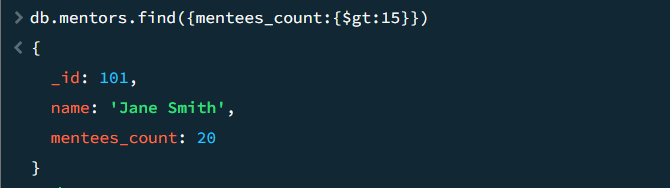 > db.mentors.find({mentees_count:{$gt:15}})
< {
_id: 101,
name: 'Jane Smith',
mentees_count: 20
}